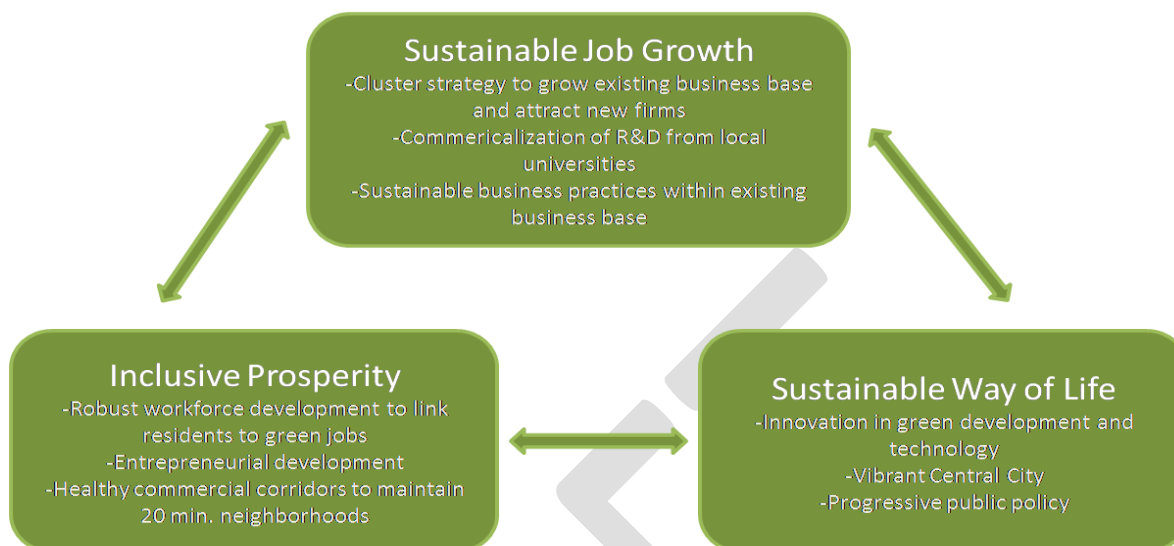 Sustainable Job Growth
-Cluster strategy to grow existing business base
and attract new firms
-Commericalization of R&D from local
universities
-Sustainable business practices within existing
business base
Inclusive Prosperity
-Robust workforce development to link
residents to green jobs
-Entrepreneurial development
-Healthy commercial corridors to maintain
20 min. neighborhoods
Sustainable Way of Life
-Innovation in green development and
technology
-Vibrant Central City
-Progressive public policy